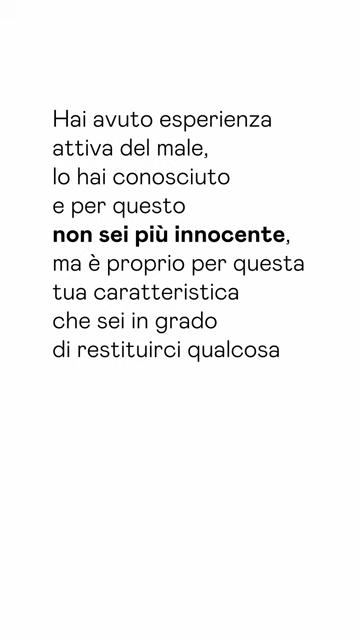 Hai avuto esperienza
attiva del male,
lo hai conosciuto
e per questo
non sei più innocente,
ma è proprio per questa
tua caratteristica
che sei in grado
di restituirci qualcosa